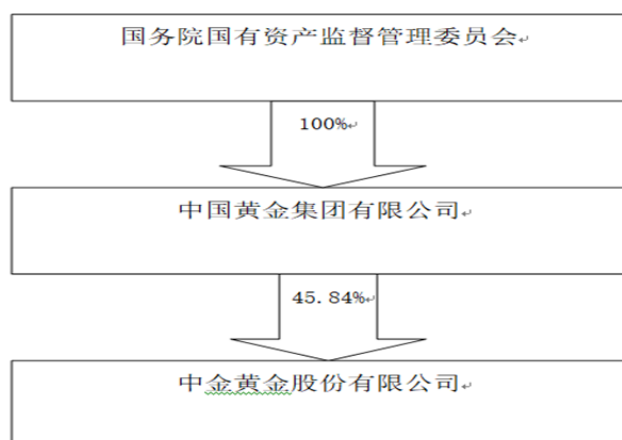 国务院国有资产监督管理委员会
100%
中国黄金集团有限公司
45.84%
中金黄金股份有限公司